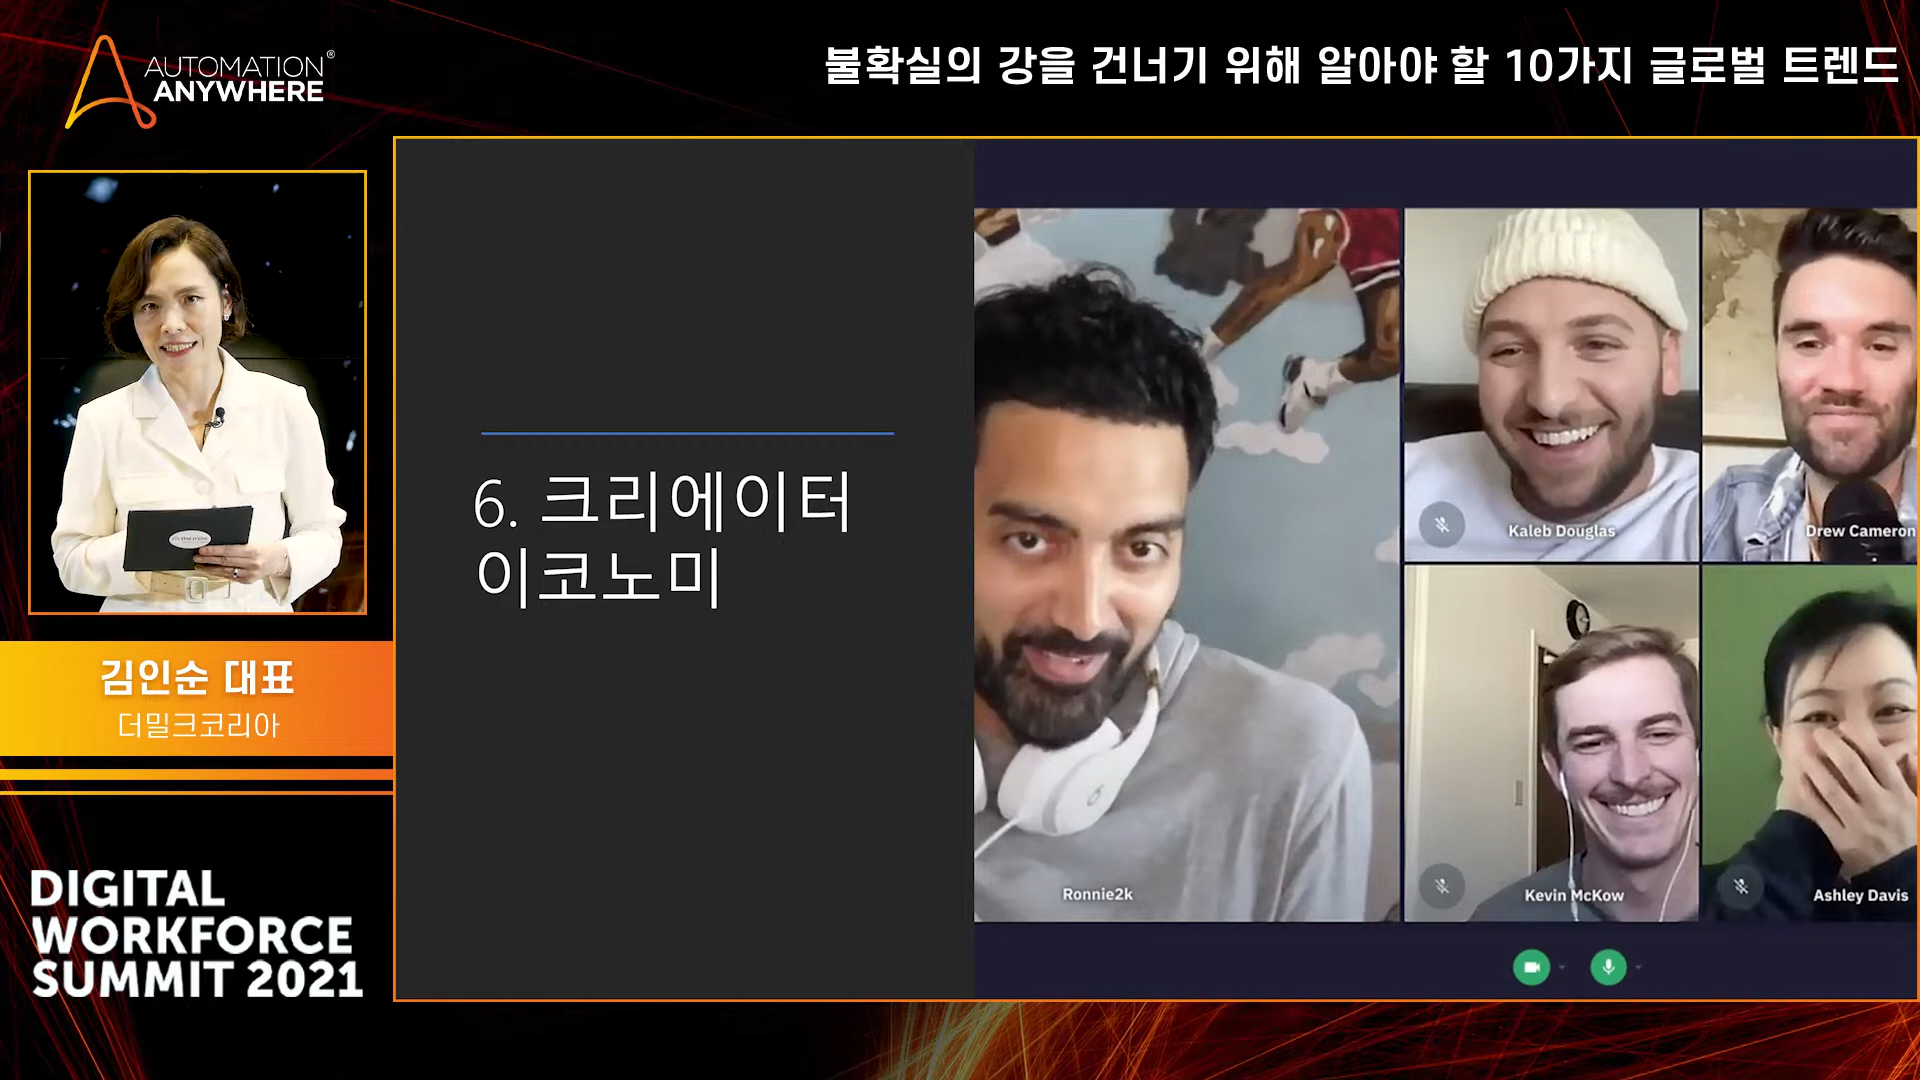 AUTOMATION®
ANYWHERE
불확실의 강을 건너기 위해 알아야 할 10가지 글로벌 트렌드
6. 크리에이터
이코노미
Ronnie2k
Kaleb Douglas
Drew Cameron
Kevin McKow
Ashley Davis
김인순 대표
더밀크코리아
DIGITAL
WORKFORCE
SUMMIT 2021